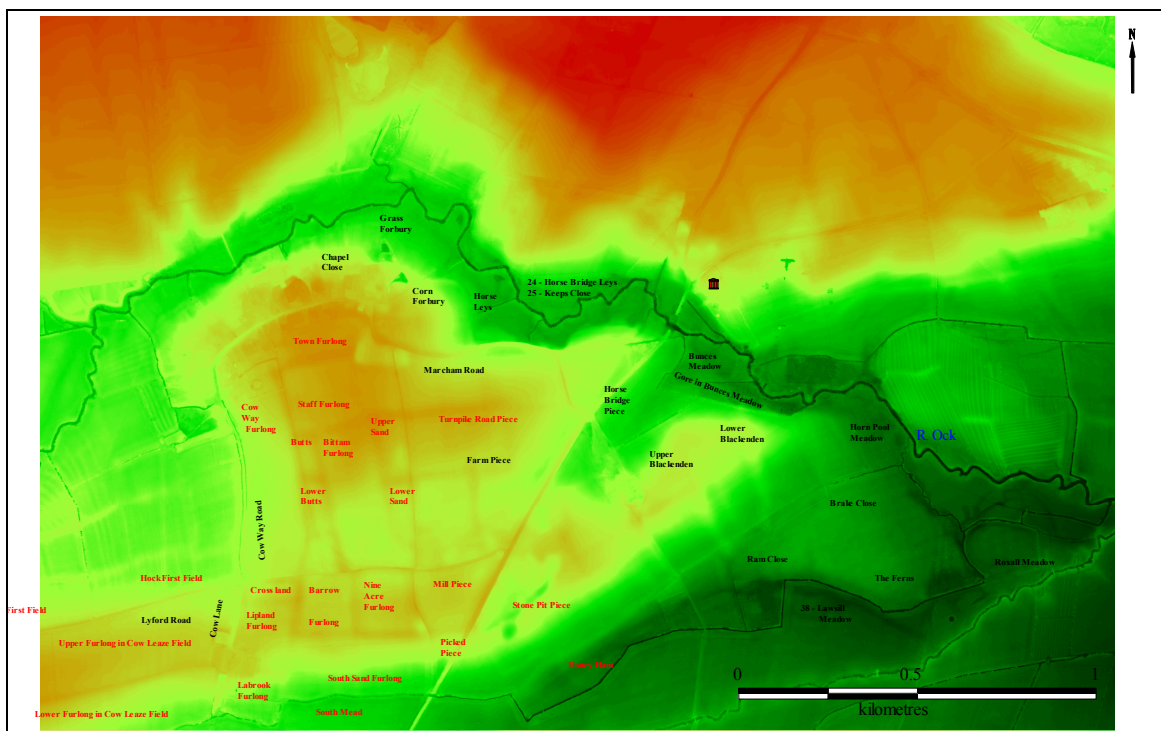 N
Grass
Forbury
Chapel
Close
Corn
Forbury
Horse
Leys
24 - Horse Bridge Leys
25 - Keeps Close
Town Furlong
Marcham Road
Bunces
Meadow
Gore in Bunces Meadow
Horse
Bridge
Piece
Cow
Way
Furlong
Staff Furlong
Upper
Sand
Turnpile Road Piece
Butts
Bittam
Furlong
Farm Piece
Lower
Blackenden
Upper
Blackenden
Horn Pool
Meadow
R. Ock
Lower
Butts
Lower
Sand
Brake Close
Cow Way Road
Ram Close
Ruxall Meadow
The Ferns
Hock First Field
Cross land
Barrow
Nine
Acre
Furlong
Mill Piece
Stone Pit Piece
First Field
Lyford Road
Cow Lane
Lipland
Furlong
Furlong
38 - Lawsill
Meadow
Upper Furlong in Cow Leaze Field
Picked
Piece
South Sand Furlong
Labrook
Furlong
Lower Furlong in Cow Leaze Field
South Mead
0
0.5
1
kilometres